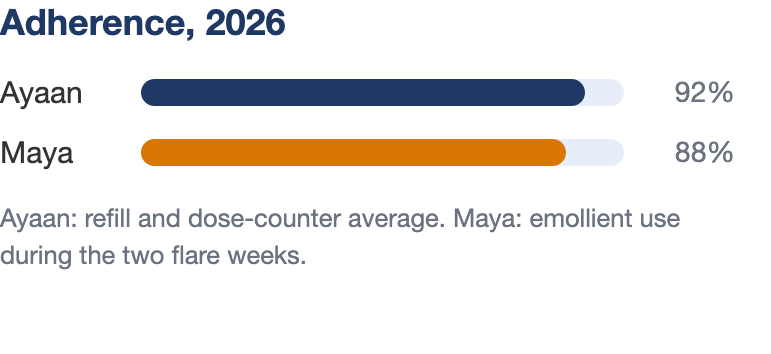 Adherence, 2026
Ayaan 92%
Maya 88%
Ayaan: refill and dose-counter average. Maya: emollient use
during the two flare weeks.